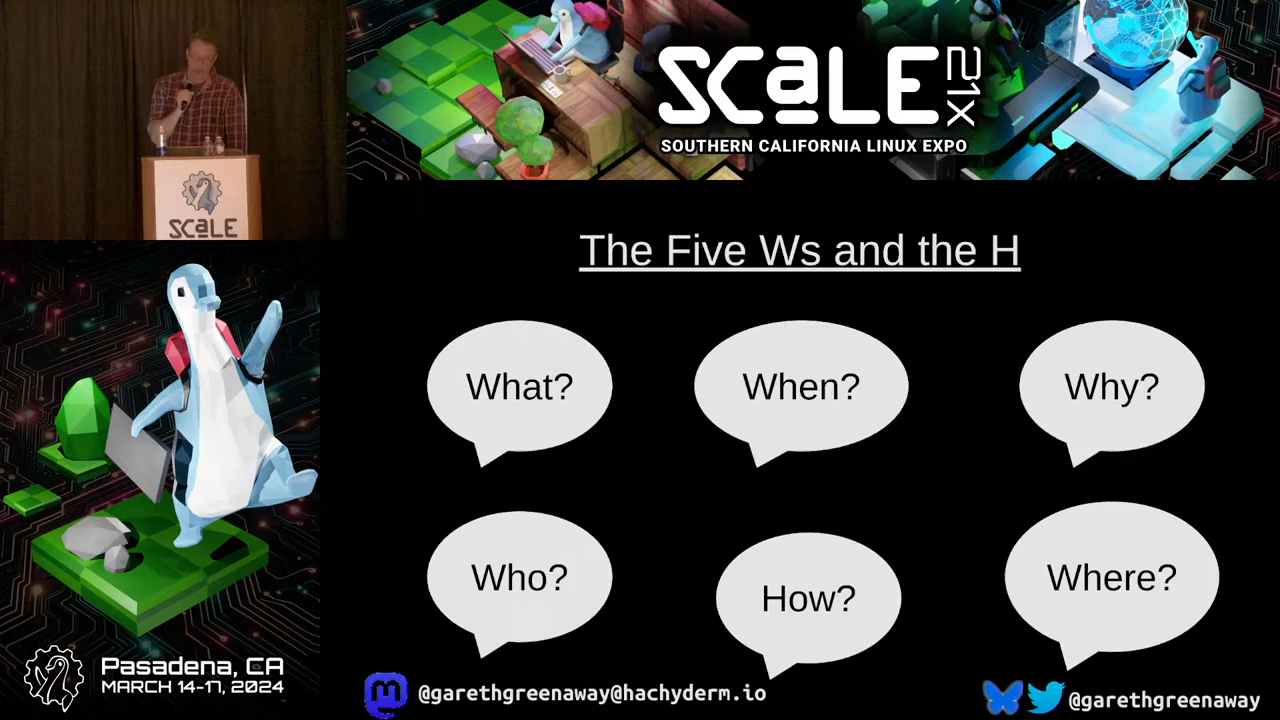 SCALE
SCaLE 21X
SOUTHERN CALIFORNIA LINUX EXPO
The Five Ws and the H
What?
When?
Why?
Who?
How?
Where?
Pasadena, CA
MARCH 14-17, 2024
@garethgreenaway@hachyderm.io
@garethgreenaway